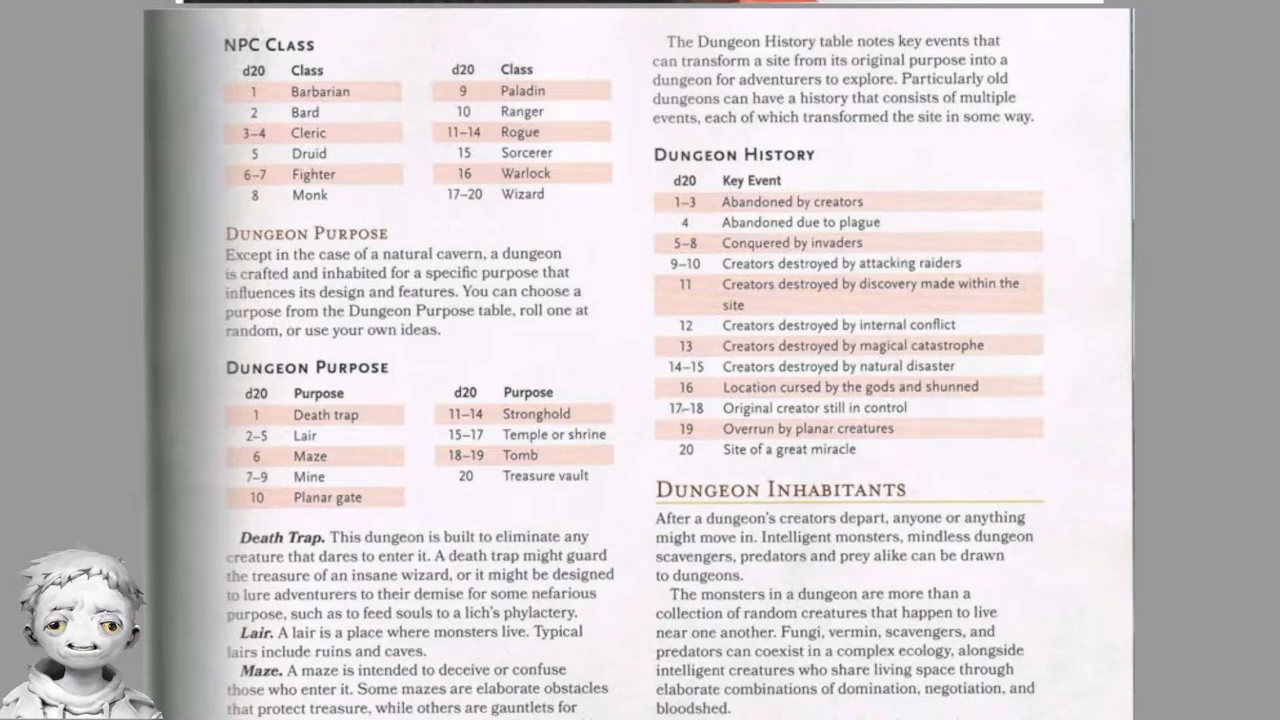 NPC CLASS
d20 Class
1 Barbarian
2 Bard
3–4 Cleric
5 Druid
6–7 Fighter
8 Monk
d20 Class
9 Paladin
10 Ranger
11–14 Rogue
15 Sorcerer
16 Warlock
17–20 Wizard
DUNGEON PURPOSE
Except in the case of a natural cavern, a dungeon
is crafted and inhabited for a specific purpose that
influences its design and features. You can choose a
purpose from the Dungeon Purpose table, roll one at
random, or use your own ideas.
DUNGEON PURPOSE
d20 Purpose
1 Death trap
2–5 Lair
6 Maze
7–9 Mine
10 Planar gate
d20 Purpose
11–14 Stronghold
15–17 Temple or shrine
18–19 Tomb
20 Treasure vault
Death Trap. This dungeon is built to eliminate any
creature that dares to enter it. A death trap might guard
the treasure of an insane wizard, or it might be designed
to lure adventurers to their demise for some nefarious
purpose, such as to feed souls to a lich's phylactery.
Lair. A lair is a place where monsters live. Typical
lairs include ruins and caves.
Maze. A maze is intended to deceive or confuse
those who enter it. Some mazes are elaborate obstacles
that protect treasure, while others are gauntlets for
The Dungeon History table notes key events that
can transform a site from its original purpose into a
dungeon for adventurers to explore. Particularly old
dungeons can have a history that consists of multiple
events, each of which transformed the site in some way.
DUNGEON HISTORY
d20 Key Event
1–3 Abandoned by creators
4 Abandoned due to plague
5–8 Conquered by invaders
9–10 Creators destroyed by attacking raiders
11 Creators destroyed by discovery made within the
site
12 Creators destroyed by internal conflict
13 Creators destroyed by magical catastrophe
14–15 Creators destroyed by natural disaster
16 Location cursed by the gods and shunned
17–18 Original creator still in control
19 Overrun by planar creatures
20 Site of a great miracle
DUNGEON INHABITANTS
After a dungeon's creators depart, anyone or anything
might move in. Intelligent monsters, mindless dungeon
scavengers, predators and prey alike can be drawn
to dungeons.
The monsters in a dungeon are more than a
collection of random creatures that happen to live
near one another. Fungi, vermin, scavengers, and
predators can coexist in a complex ecology, alongside
intelligent creatures who share living space through
elaborate combinations of domination, negotiation, and
bloodshed.